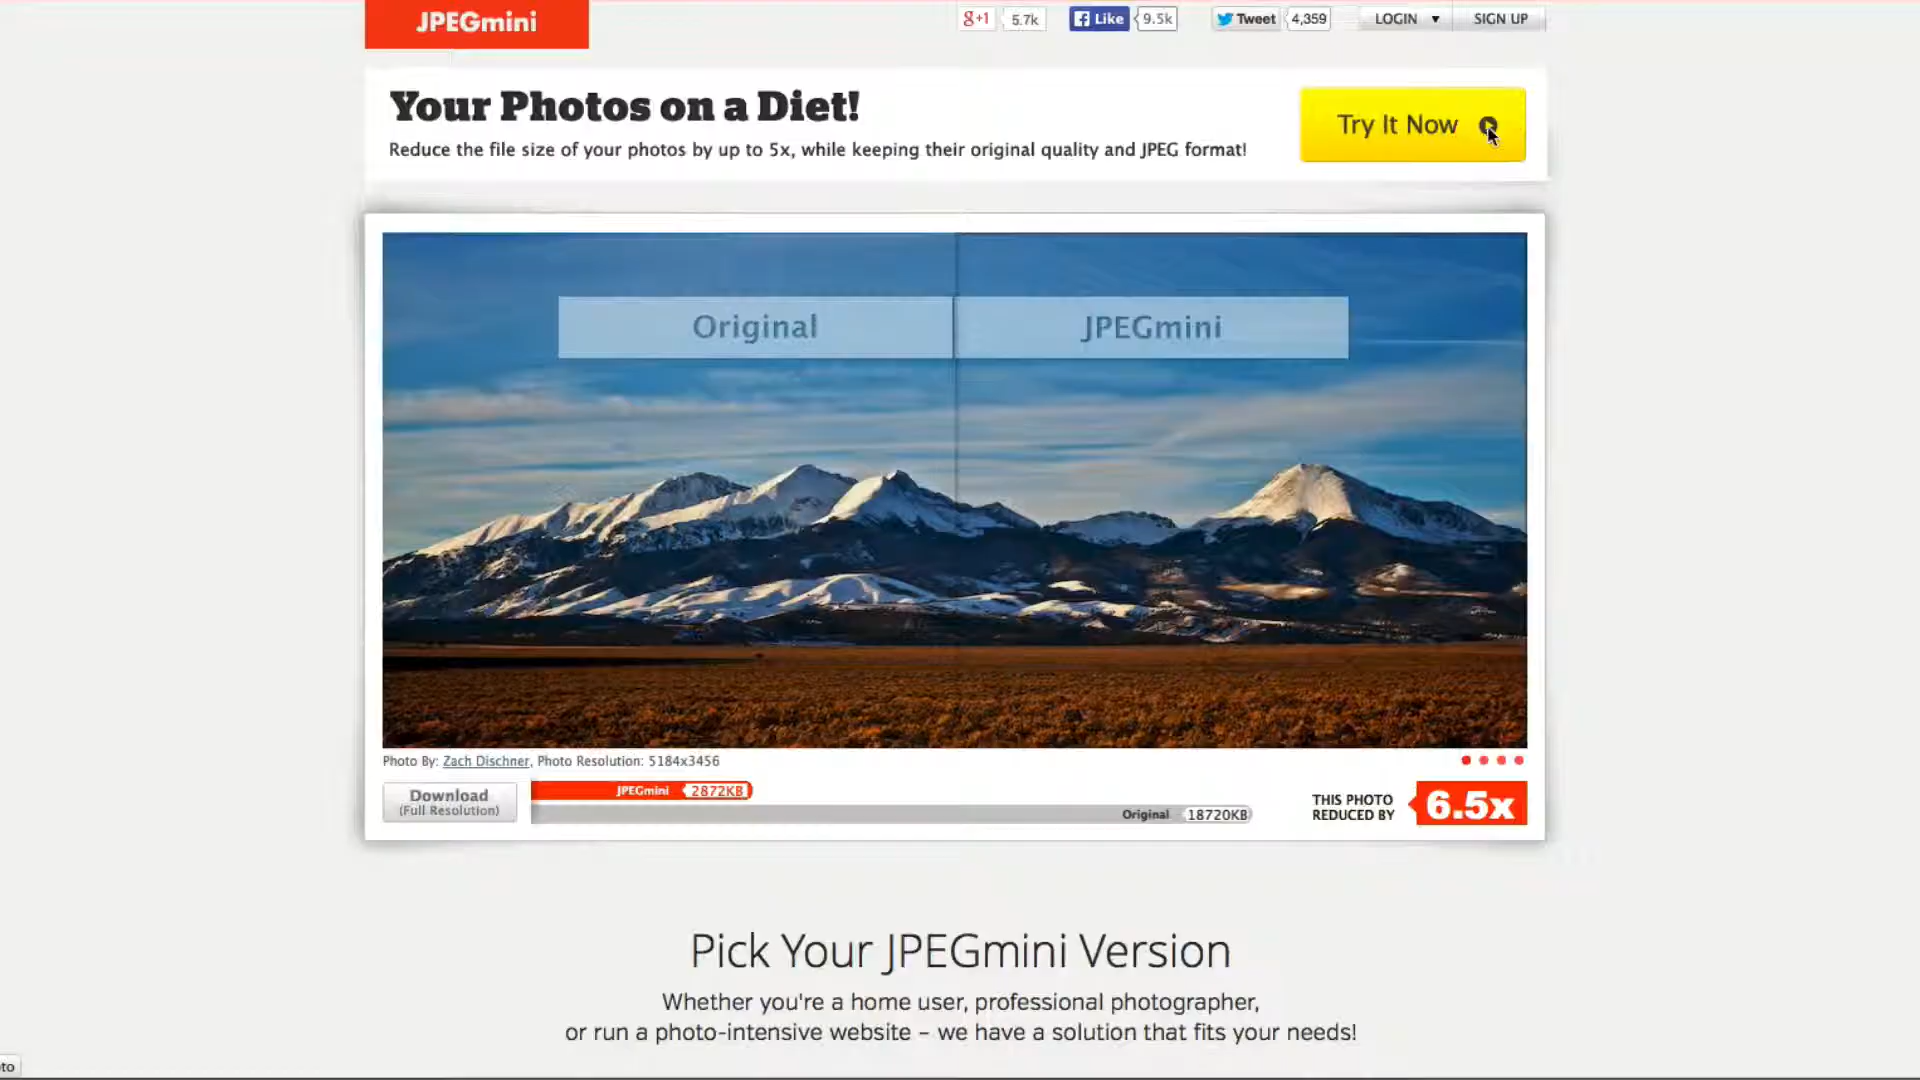 JPEGmini
g+1 5.7k Like 9.5k Tweet 4,359 LOGIN SIGN UP
Your Photos on a Diet!
Reduce the file size of your photos by up to 5x, while keeping their original quality and JPEG format!
Try It Now
Original
JPEGmini
Photo By: Zach Dischner, Photo Resolution: 5184x3456
Download
(Full Resolution)
JPEGmini 2872KB
Original 18720KB
THIS PHOTO
REDUCED BY
6.5x
Pick Your JPEGmini Version
Whether you're a home user, professional photographer,
or run a photo-intensive website – we have a solution that fits your needs!
to